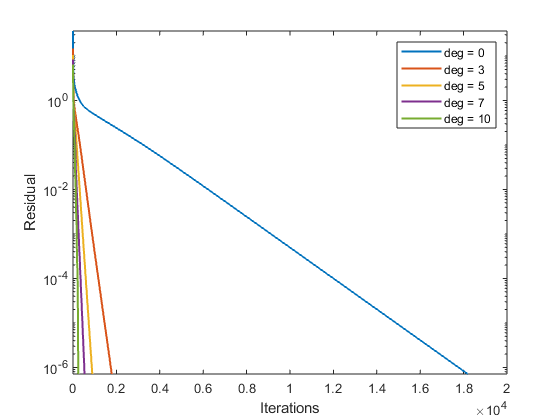 deg = 0
deg = 3
deg = 5
deg = 7
deg = 10
10^0
10^-2
10^-4
10^-6
Residual
0 0.2 0.4 0.6 0.8 1 1.2 1.4 1.6 1.8 2
×10^4
Iterations